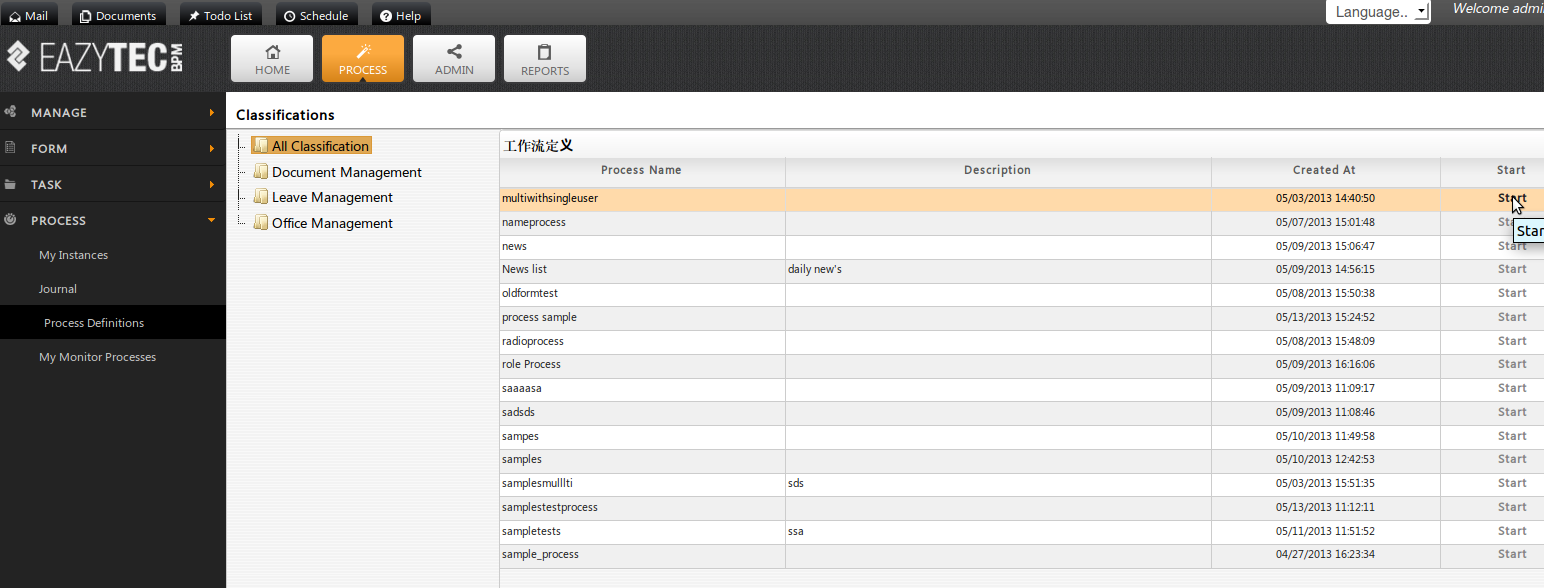 Mail Documents Todo List Schedule Help Language.. Welcome admi
EAZYTEC BPM HOME PROCESS ADMIN REPORTS
MANAGE
FORM
TASK
PROCESS
My Instances
Journal
Process Definitions
My Monitor Processes
Classifications
All Classification
Document Management
Leave Management
Office Management
工作流定义
Process Name Description Created At Start
multiwithsingleuser 05/03/2013 14:40:50 Start
nameprocess 05/07/2013 15:01:48 Sta
Star
news 05/09/2013 15:06:47 Start
News list daily new's 05/09/2013 14:56:15 Start
oldformtest 05/08/2013 15:50:38 Start
process sample 05/13/2013 15:24:52 Start
radioprocess 05/08/2013 15:48:09 Start
role Process 05/09/2013 16:16:06 Start
saaaasa 05/09/2013 11:09:17 Start
sadsds 05/09/2013 11:08:46 Start
sampes 05/10/2013 11:49:58 Start
samples 05/10/2013 12:42:53 Start
samplesmulllti sds 05/03/2013 15:51:35 Start
samplestestprocess 05/13/2013 11:12:11 Start
sampletests ssa 05/11/2013 11:51:52 Start
sample_process 04/27/2013 16:23:34 Start